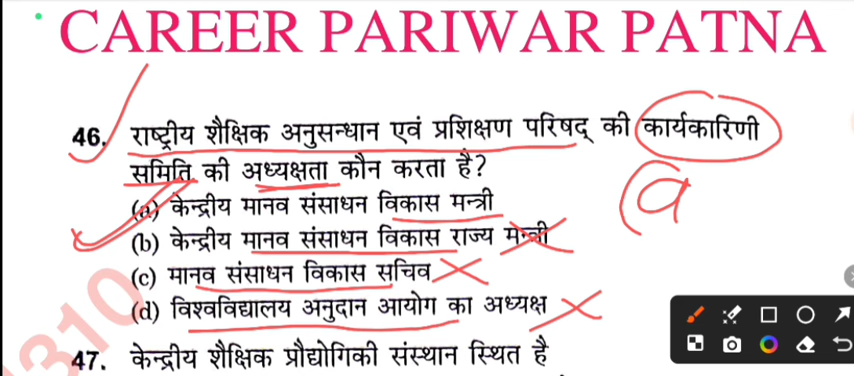 CAREER PARIWAR PATNA
46. राष्ट्रीय शैक्षिक अनुसन्धान एवं प्रशिक्षण परिषद् की कार्यकारिणी
समिति की अध्यक्षता कौन करता है?
(a) केन्द्रीय मानव संसाधन विकास मन्त्री
(b) केन्द्रीय मानव संसाधन विकास राज्य मन्त्री
(c) मानव संसाधन विकास सचिव
(d) विश्वविद्यालय अनुदान आयोग का अध्यक्ष
a
310
47. केन्द्रीय शैक्षिक प्रौद्योगिकी संस्थान स्थित है